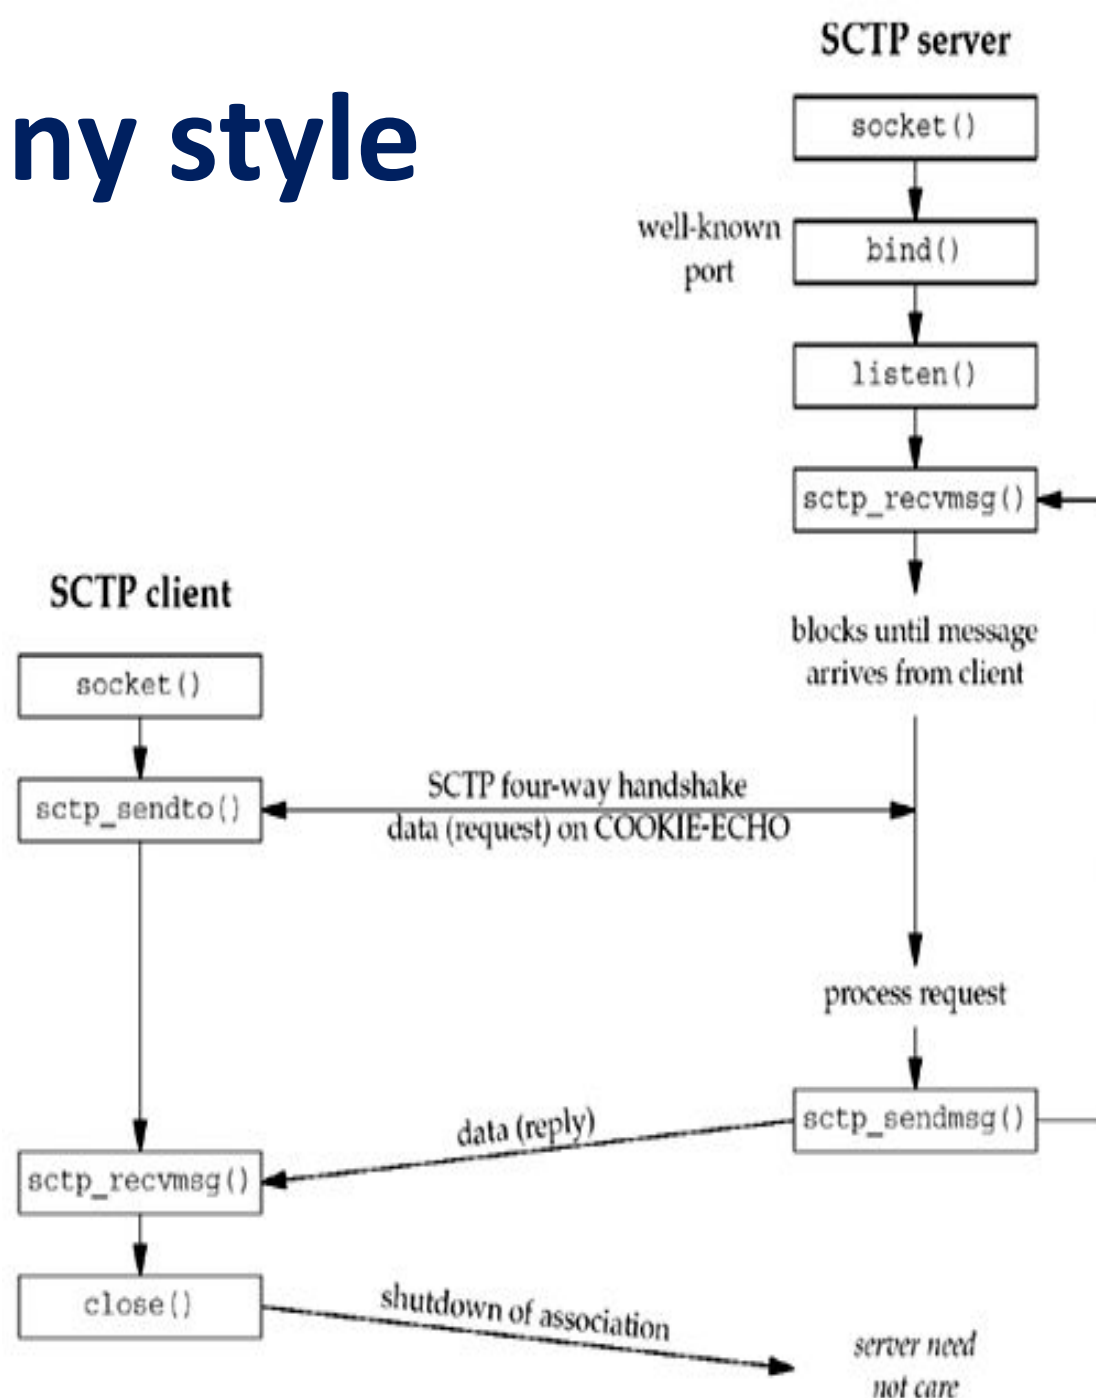 ny style
SCTP server
socket()
well-known
port
bind()
listen()
sctp_recvmsg()
blocks until message
arrives from client
SCTP client
socket()
sctp_sendto()
SCTP four-way handshake
data (request) on COOKIE-ECHO
process request
sctp_sendmsg()
data (reply)
sctp_recvmsg()
close()
shutdown of association
server need
not care